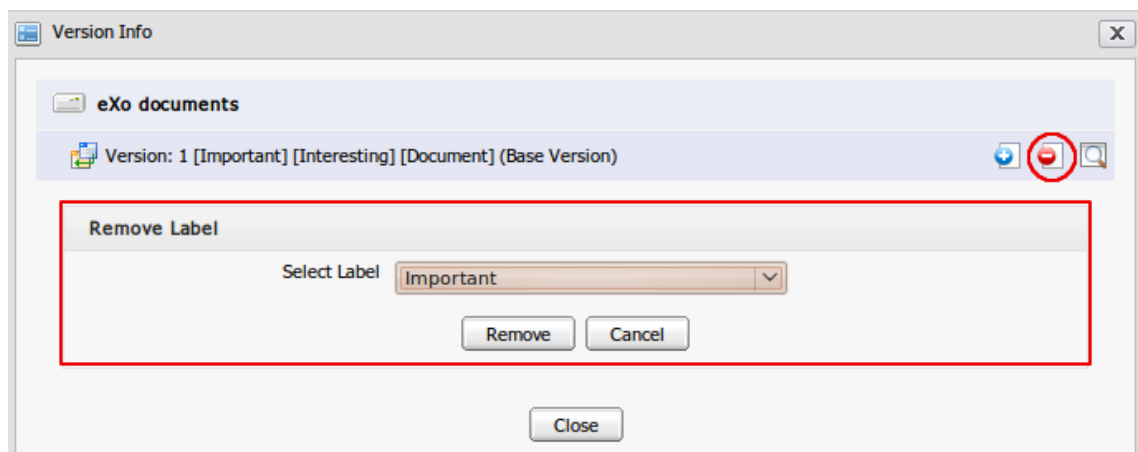 Version Info
X
eXo documents
Version: 1 [Important] [Interesting] [Document] (Base Version)
Remove Label
Select Label Important
Remove Cancel
Close